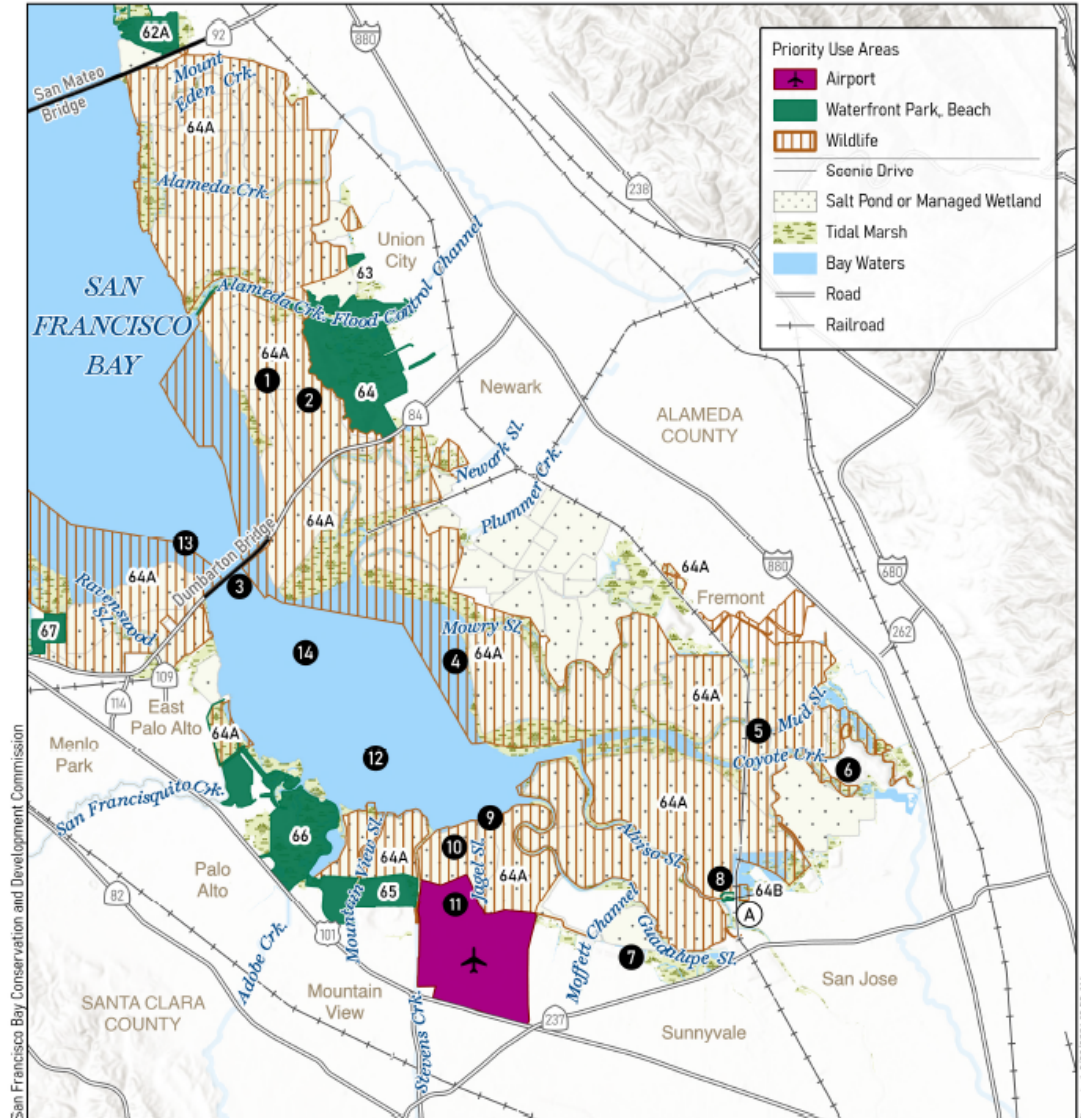 62A
92
880
San Mateo
Bridge
Mount
Eden Crk.
64A
Alameda Crk.
238
Union
City
63
Alameda Crk. Flood Control Channel
SAN
FRANCISCO
BAY
64A
1
2
64
84
Newark
ALAMEDA
COUNTY
Newark Sl.
Plummer Crk.
64A
Dumbarton Bridge
13
3
64A
Ravenswood
Sl.
67
14
Mowry Sl.
64A
4
64A
Fremont
880
680
262
109
114
East
Palo Alto
Menlo
Park
64A
64A
5
Mud Sl.
Coyote Crk.
6
12
San Francisquito Crk.
66
64A
9
10
Jagel Sl.
64A
64A
Alviso Sl.
8
64B
A
Palo
Alto
82
65
Mountain View Sl.
101
11
Moffett Channel
Guadalupe Sl.
7
Adobe Crk.
SANTA CLARA
COUNTY
Mountain
View
Stevens Crk.
237
Sunnyvale
San Jose
Priority Use Areas
Airport
Waterfront Park, Beach
Wildlife
Scenic Drive
Salt Pond or Managed Wetland
Tidal Marsh
Bay Waters
Road
Railroad
San Francisco Bay Conservation and Development Commission